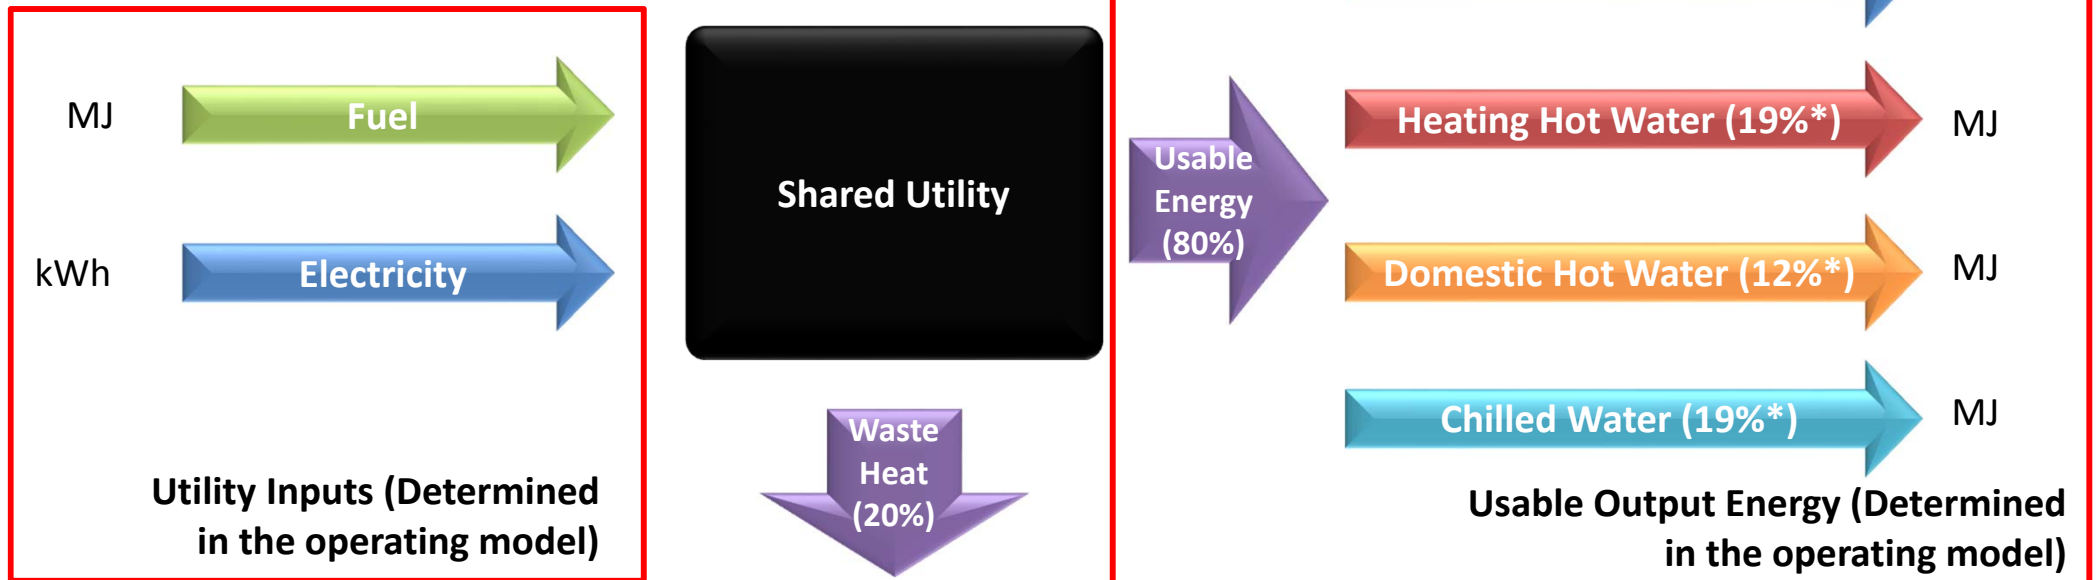 MJ
Fuel
kWh
Electricity
Utility Inputs (Determined
in the operating model)
Shared Utility
Waste
Heat
(20%)
Usable
Energy
(80%)
Heating Hot Water (19%*)
MJ
Domestic Hot Water (12%*)
MJ
Chilled Water (19%*)
MJ
Usable Output Energy (Determined
in the operating model)